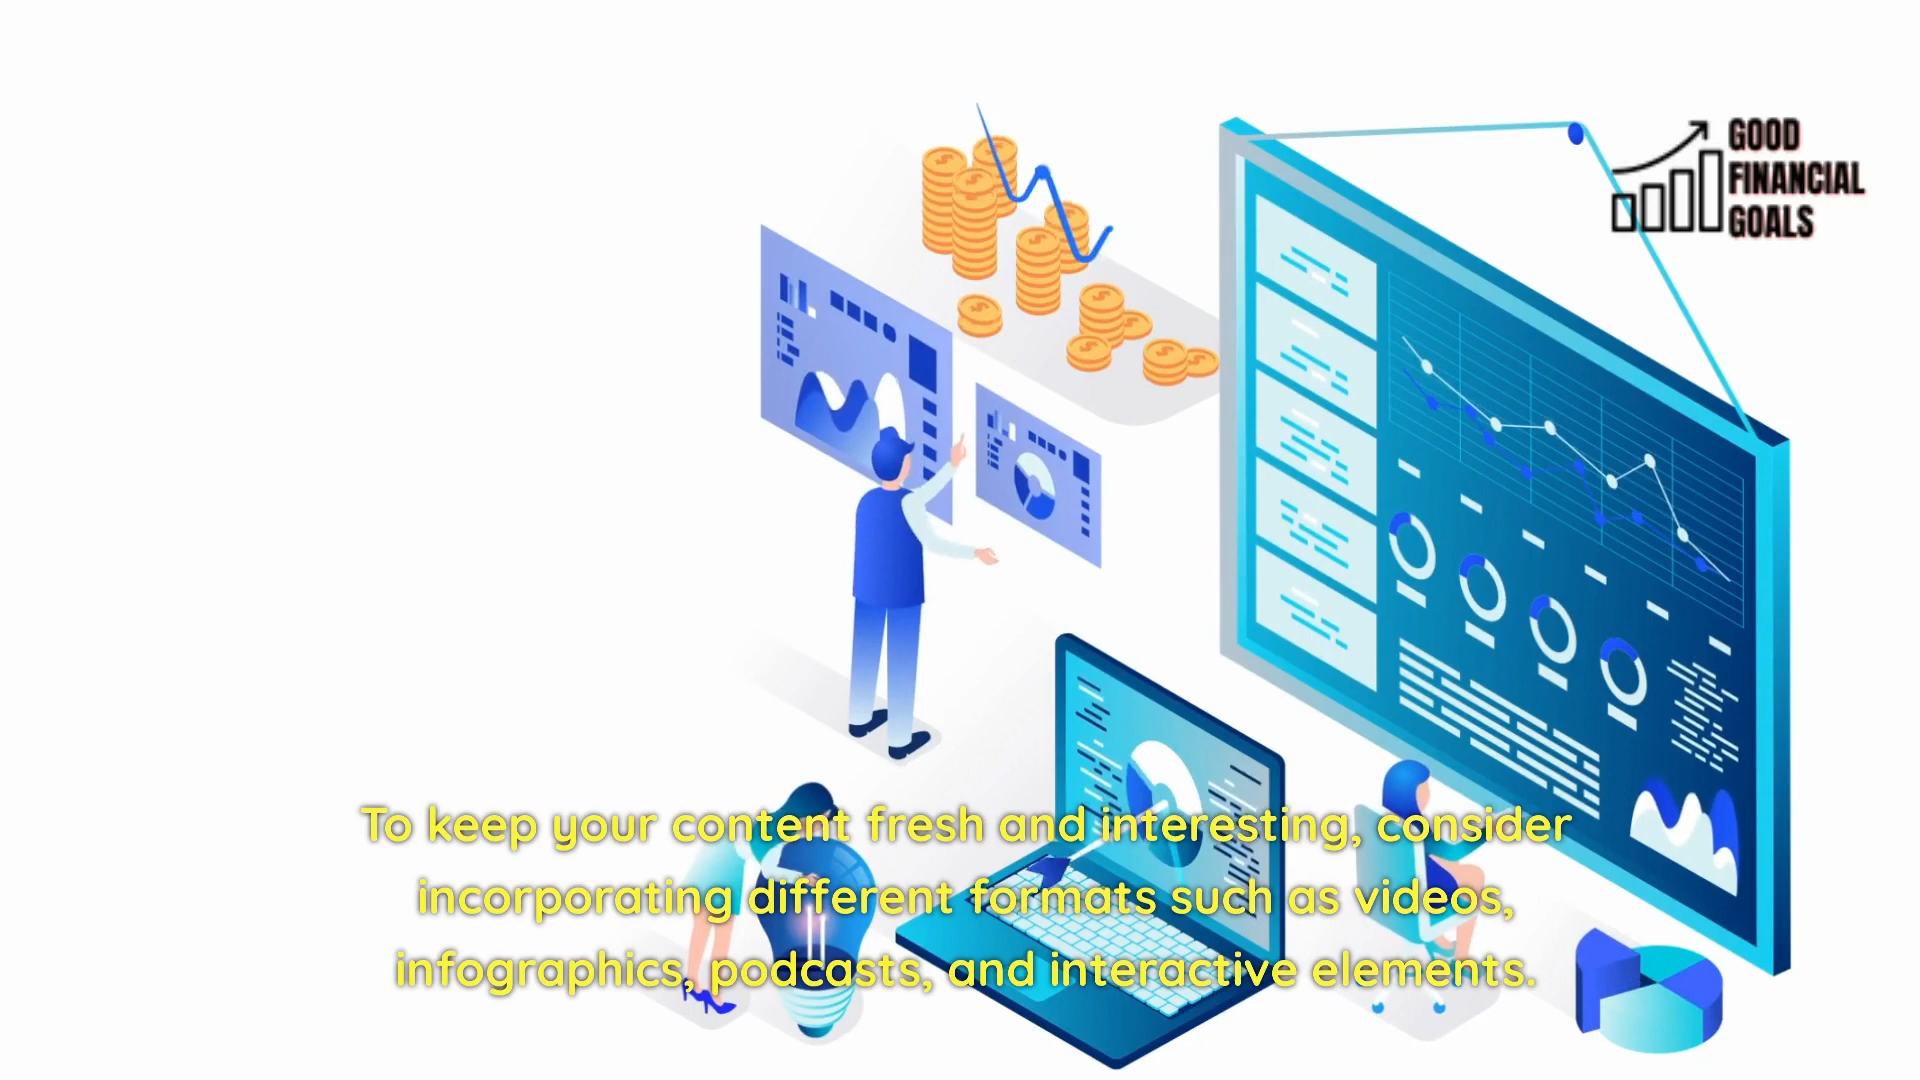 GOOD
FINANCIAL
GOALS
To keep your content fresh and interesting, consider
incorporating different formats such as videos,
infographics, podcasts, and interactive elements.